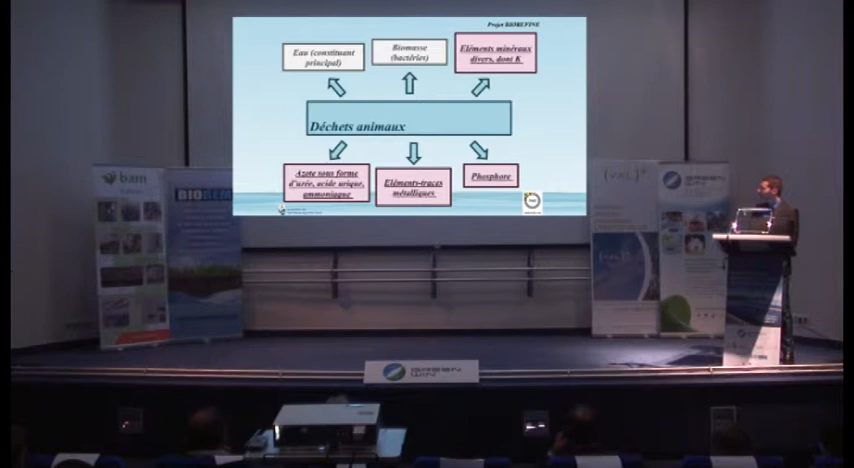 Projet BIOREFINE
Eau (constituant
principal)
Biomasse
(bactéries)
Eléments minéraux
divers, dont K
Déchets animaux
Azote sous forme
d'urée, acide urique,
ammoniaque
Eléments-traces
métalliques
Phosphore
bam
GREEN
WIN